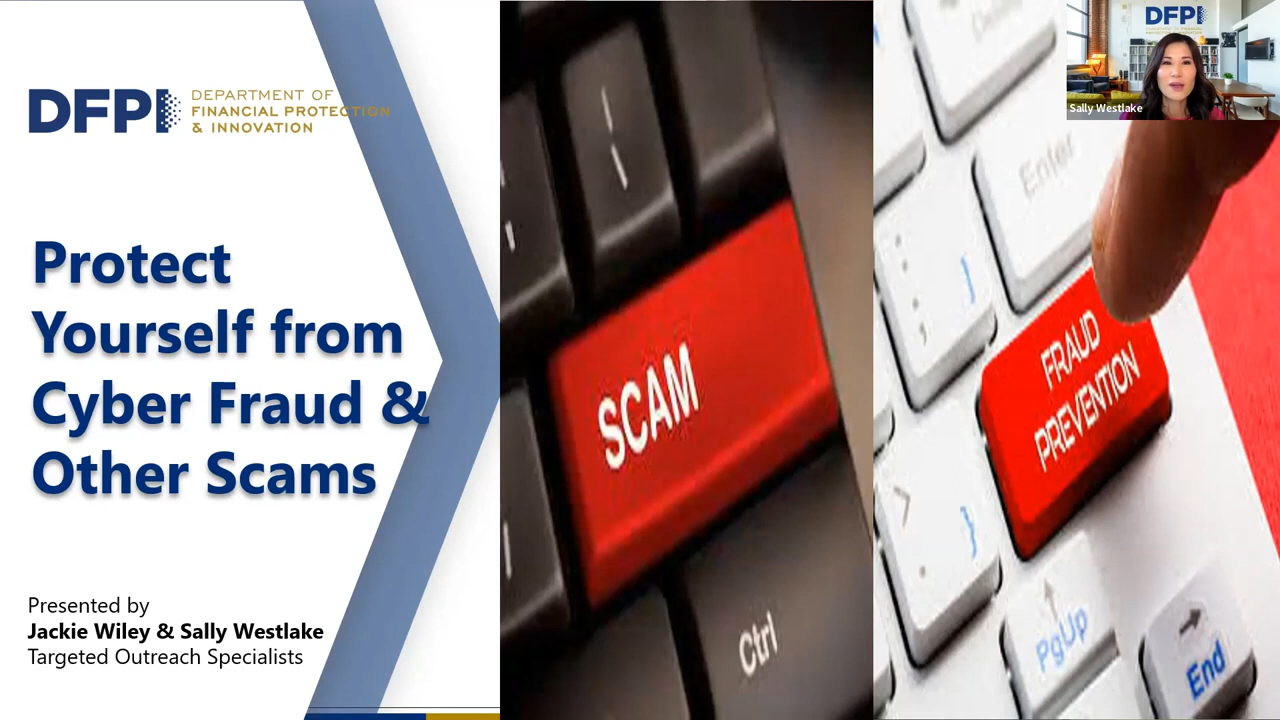 DFPI
DEPARTMENT OF
FINANCIAL PROTECTION
& INNOVATION
Protect
Yourself from
Cyber Fraud &
Other Scams
Presented by
Jackie Wiley & Sally Westlake
Targeted Outreach Specialists
SCAM
Ctrl
Enter
FRAUD
PREVENTION
PgUp
End
DFPI
Sally Westlake